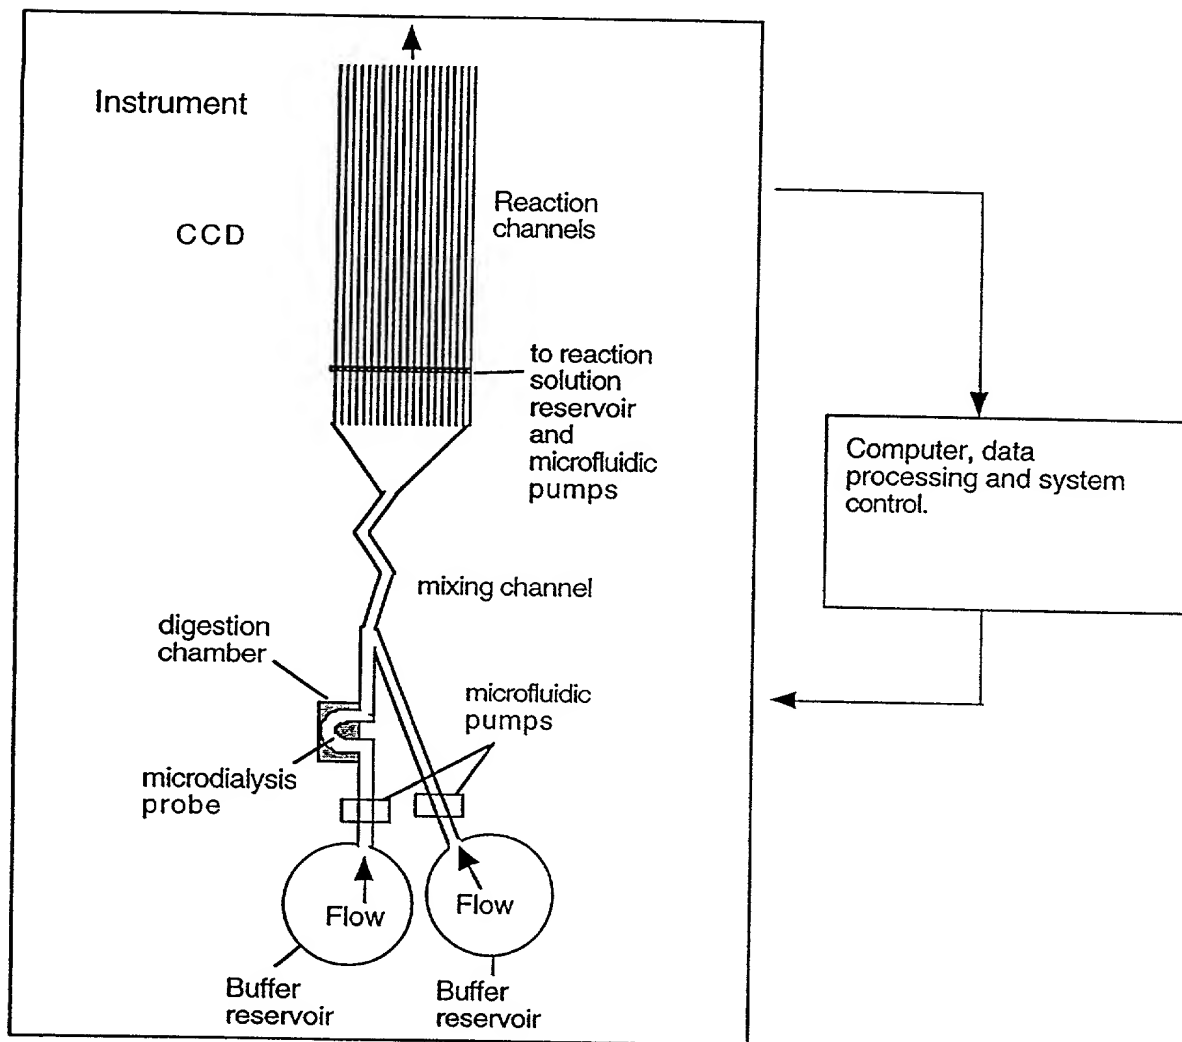 Instrument
CCD
Reaction
channels
to reaction
solution
reservoir
and
microfluidic
pumps
Computer, data
processing and system
control.
mixing channel
digestion
chamber
microfluidic
pumps
microdialysis
probe
Flow
Flow
Buffer
reservoir
Buffer
reservoir